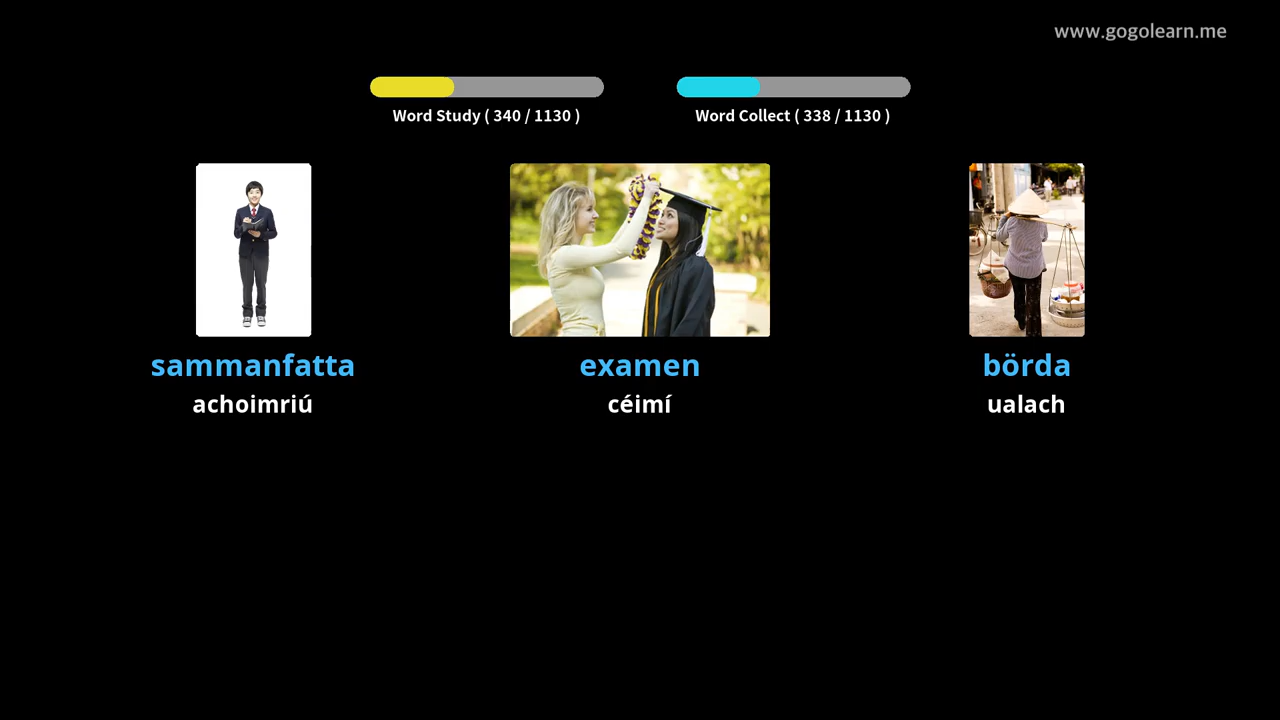 www.gogolearn.me
Word Study ( 340 / 1130 )
Word Collect ( 338 / 1130 )
sammanfatta
achoimriú
examen
céimí
börda
ualach